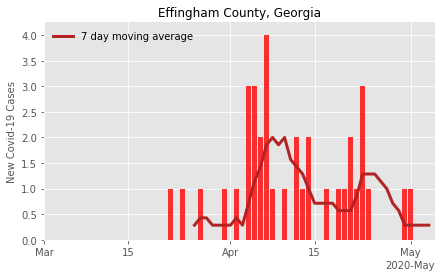 Effingham County, Georgia
7 day moving average
New Covid-19 Cases
4.0
3.5
3.0
2.5
2.0
1.5
1.0
0.5
0.0
Mar
15
Apr
15
May
2020-May